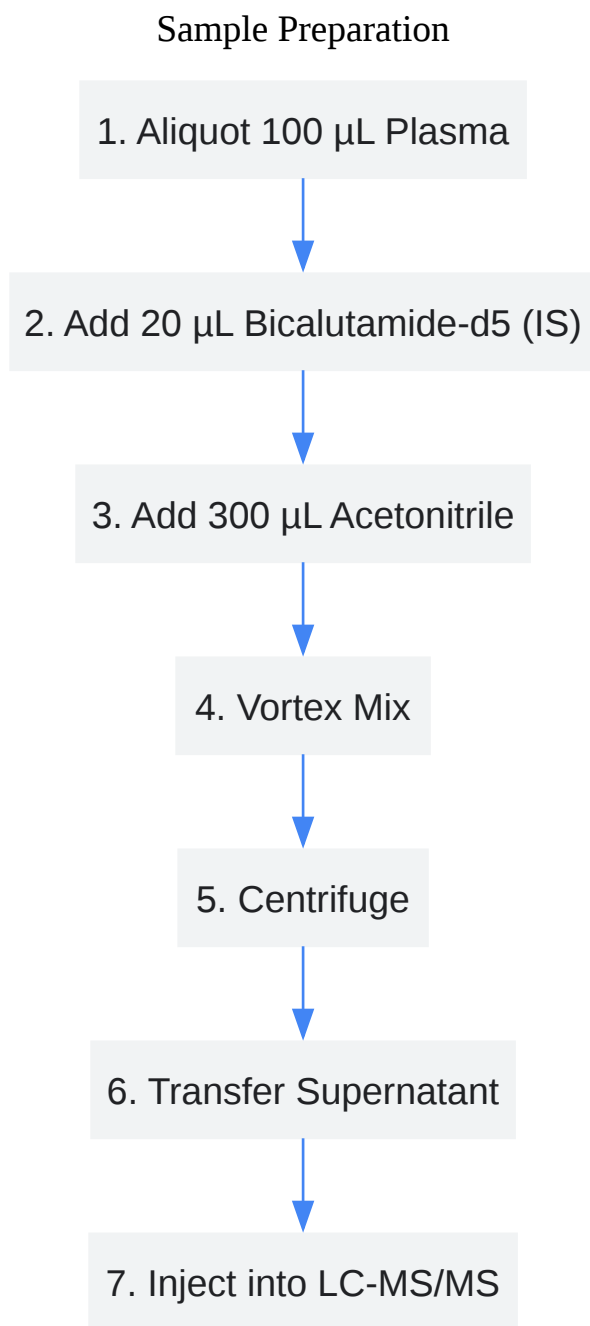 Sample Preparation
1. Aliquot 100 µL Plasma
2. Add 20 µL Bicalutamide-d5 (IS)
3. Add 300 µL Acetonitrile
4. Vortex Mix
5. Centrifuge
6. Transfer Supernatant
7. Inject into LC-MS/MS